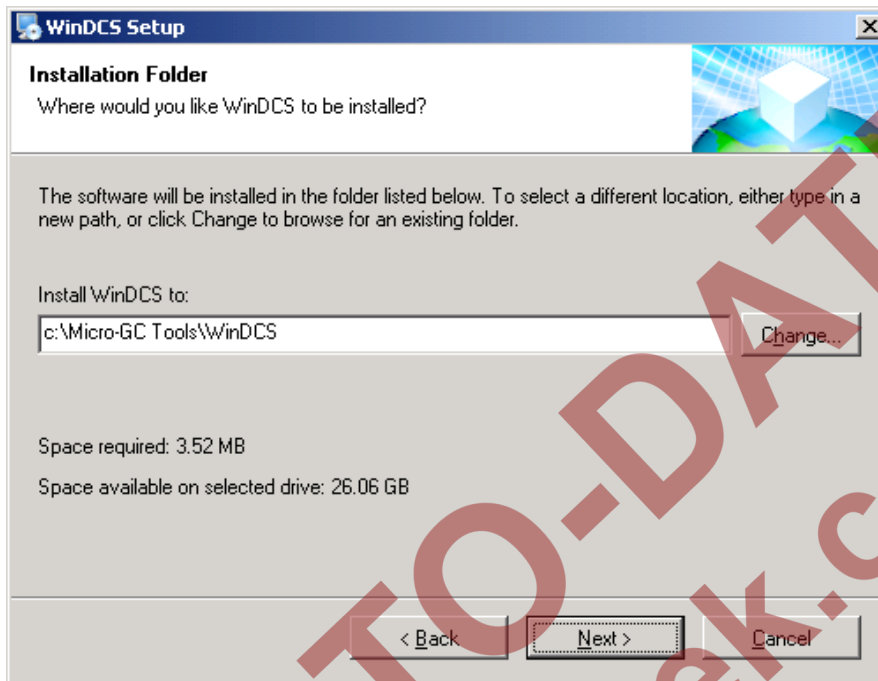 WinDCS Setup
Installation Folder
Where would you like WinDCS to be installed?
The software will be installed in the folder listed below. To select a different location, either type in a
new path, or click Change to browse for an existing folder.
Install WinDCS to:
c:\Micro-GC Tools\WinDCS
Change...
Space required: 3.52 MB
Space available on selected drive: 26.06 GB
< Back
Next >
Cancel
TO-DAT
ek.c